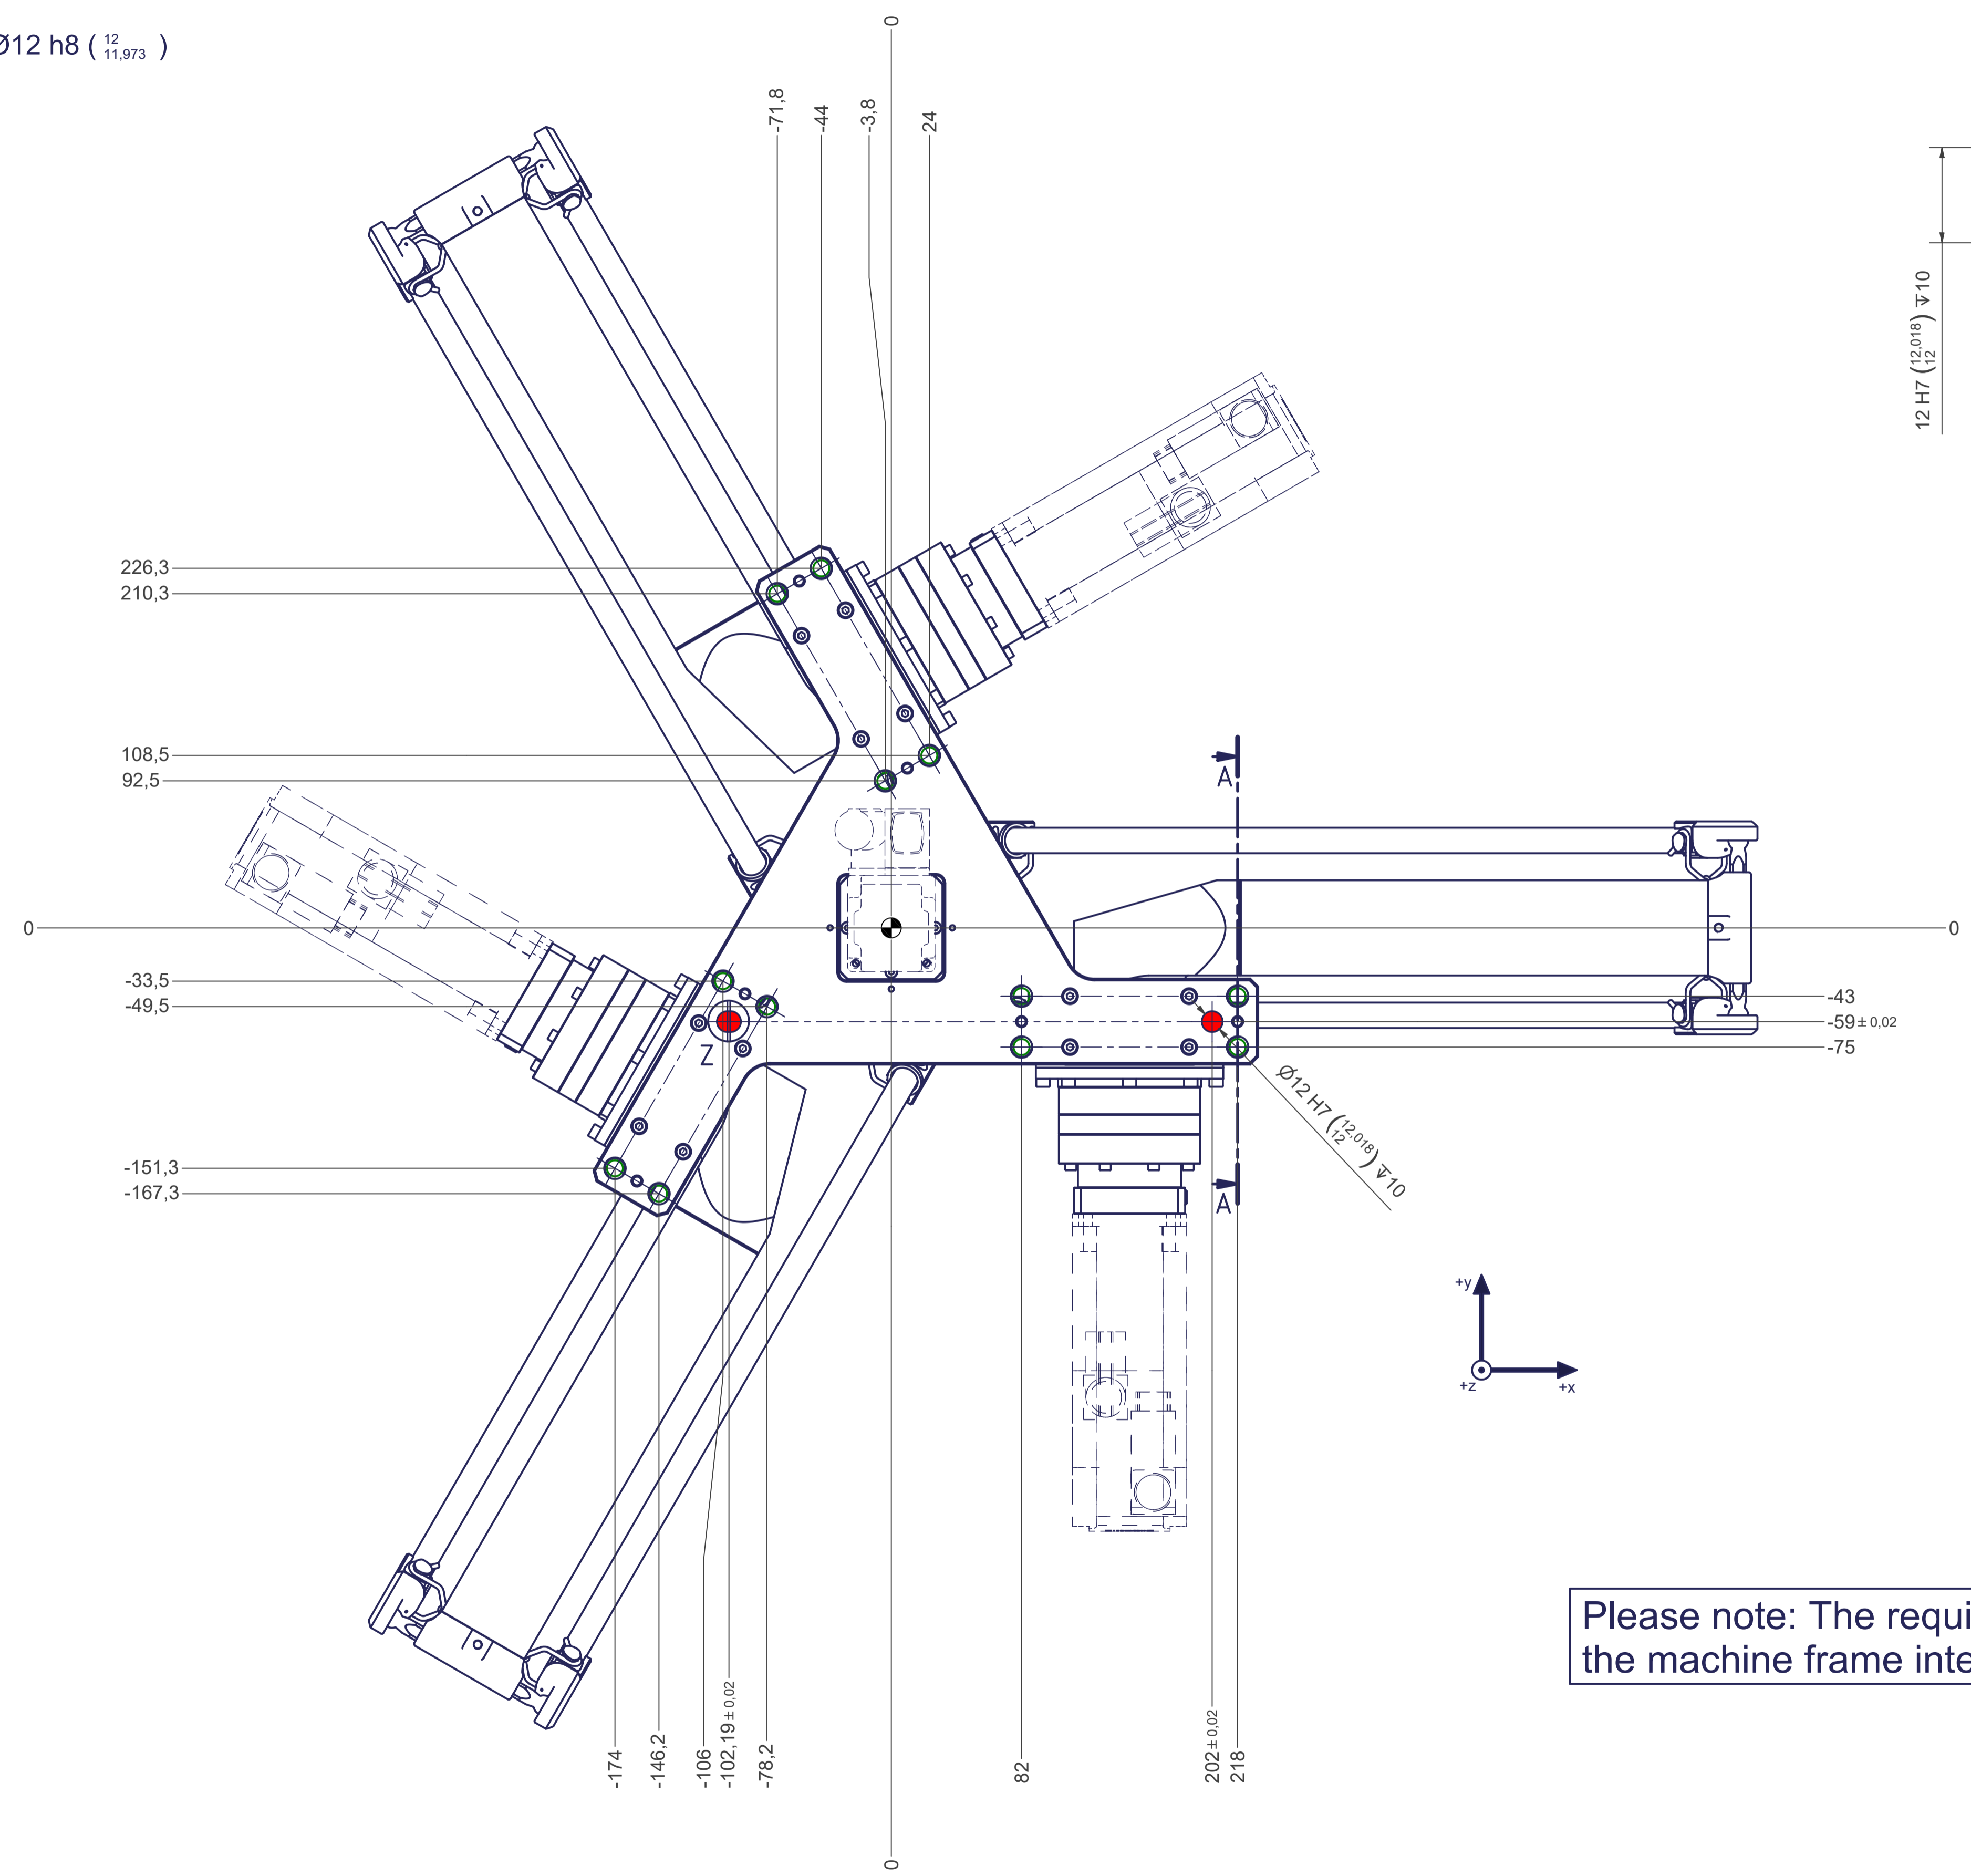 0
Ø12 h8 ( 12 11,973 )
-71,8
-44
-3,8
24
12 H7 (12,018 12) ↧10
226,3
210,3
108,5
92,5
A
0
0
-33,5
-49,5
-43
-59 ± 0,02
-75
Z
Ø12 H7 (12,018 12) ↧10
-151,3
-167,3
A
+y
+z
+x
Please note: The requi
the machine frame inte
-174
-146,2
-106
-102,19 ± 0,02
-78,2
82
202 ± 0,02
218
0